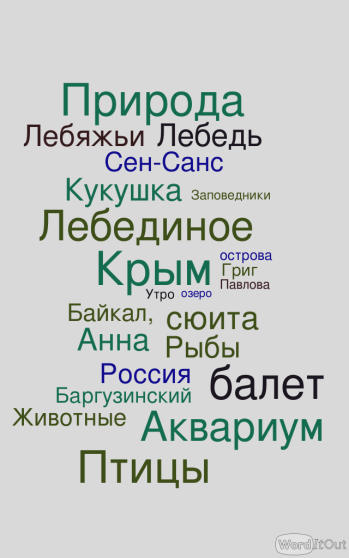 Природа
Лебяжьи Лебедь
Сен-Санс
Кукушка Заповедники
Лебединое
Крым острова
Григ
Павлова
Утро озеро
Байкал, сюита
Анна Рыбы
Россия балет
Баргузинский
Животные Аквариум
Птицы
WordItOut